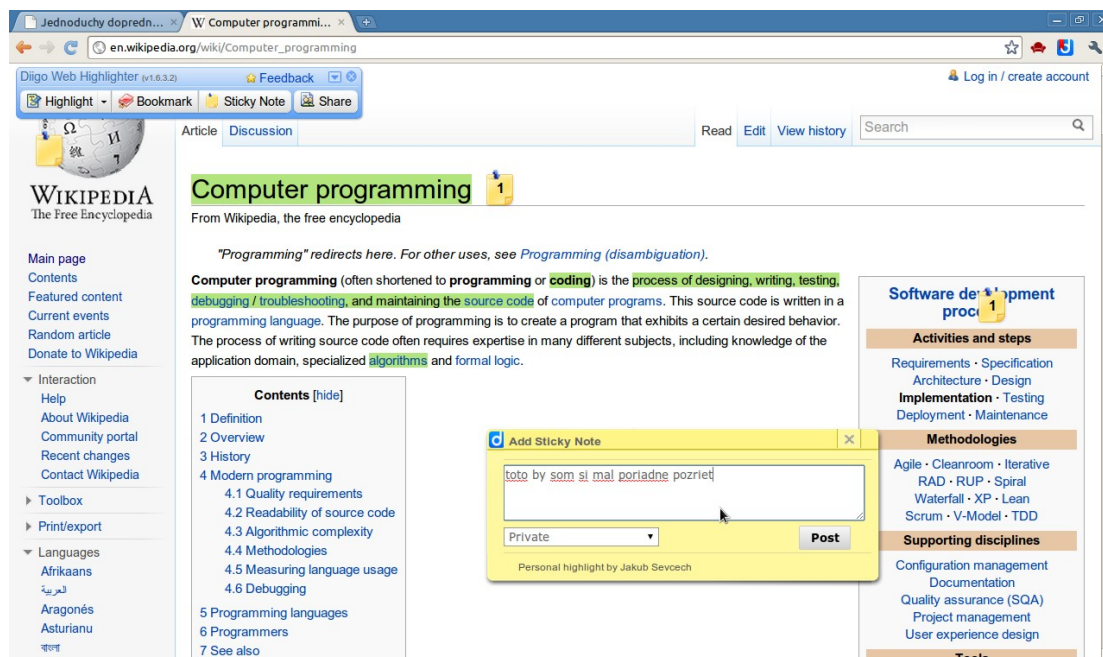 Jednoduchy dopredn...
Computer programmi...
en.wikipedia.org/wiki/Computer_programming
Diigo Web Highlighter (v1.6.3.2)
Feedback
Highlight
Bookmark
Sticky Note
Share
Log in / create account
Article
Discussion
Read
Edit
View history
Search
Ω
И
7
WIKIPEDIA
The Free Encyclopedia
Main page
Contents
Featured content
Current events
Random article
Donate to Wikipedia
Interaction
Help
About Wikipedia
Community portal
Recent changes
Contact Wikipedia
Toolbox
Print/export
Languages
Afrikaans
العربية
Aragonés
Asturianu
বাংলা
Computer programming
1
From Wikipedia, the free encyclopedia
"Programming" redirects here. For other uses, see Programming (disambiguation).
Computer programming (often shortened to programming or coding) is the process of designing, writing, testing,
debugging / troubleshooting, and maintaining the source code of computer programs. This source code is written in a
programming language. The purpose of programming is to create a program that exhibits a certain desired behavior.
The process of writing source code often requires expertise in many different subjects, including knowledge of the
application domain, specialized algorithms and formal logic.
Contents [hide]
1 Definition
2 Overview
3 History
4 Modern programming
4.1 Quality requirements
4.2 Readability of source code
4.3 Algorithmic complexity
4.4 Methodologies
4.5 Measuring language usage
4.6 Debugging
5 Programming languages
6 Programmers
7 See also
Add Sticky Note
toto by som si mal poriadne pozriet
Private
Post
Personal highlight by Jakub Sevcech
Software de pment
proc
1
Activities and steps
Requirements · Specification
Architecture · Design
Implementation · Testing
Deployment · Maintenance
Methodologies
Agile · Cleanroom · Iterative
RAD · RUP · Spiral
Waterfall · XP · Lean
Scrum · V-Model · TDD
Supporting disciplines
Configuration management
Documentation
Quality assurance (SQA)
Project management
User experience design